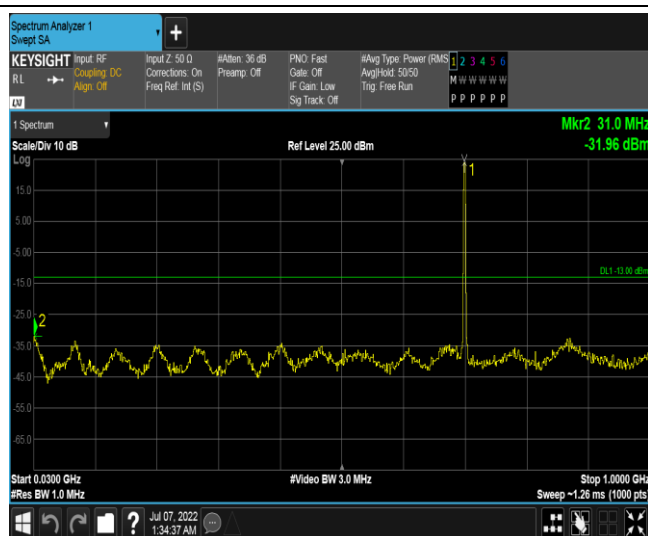 Spectrum Analyzer 1
Swept SA
+
KEYSIGHT
RL
LXI
Input: RF
Coupling: DC
Align: Off
Input Z: 50 Ω
Corrections: On
Freq Ref: Int (S)
#Atten: 36 dB
Preamp: Off
PNO: Fast
Gate: Off
IF Gain: Low
Sig Track: Off
#Avg Type: Power (RMS
Avg|Hold: 50/50
Trig: Free Run
1 2 3 4 5 6
M W W W W W
P P P P P P
1 Spectrum
Scale/Div 10 dB
Ref Level 25.00 dBm
Mkr2 31.0 MHz
-31.96 dBm
Log
15.0
5.00
-5.00
-15.0
-25.0
-35.0
-45.0
-55.0
-65.0
1
2
DL1 -13.00 dBm
Start 0.0300 GHz
#Res BW 1.0 MHz
#Video BW 3.0 MHz
Stop 1.0000 GHz
Sweep ~1.26 ms (1000 pts)
?
Jul 07, 2022
1:34:37 AM